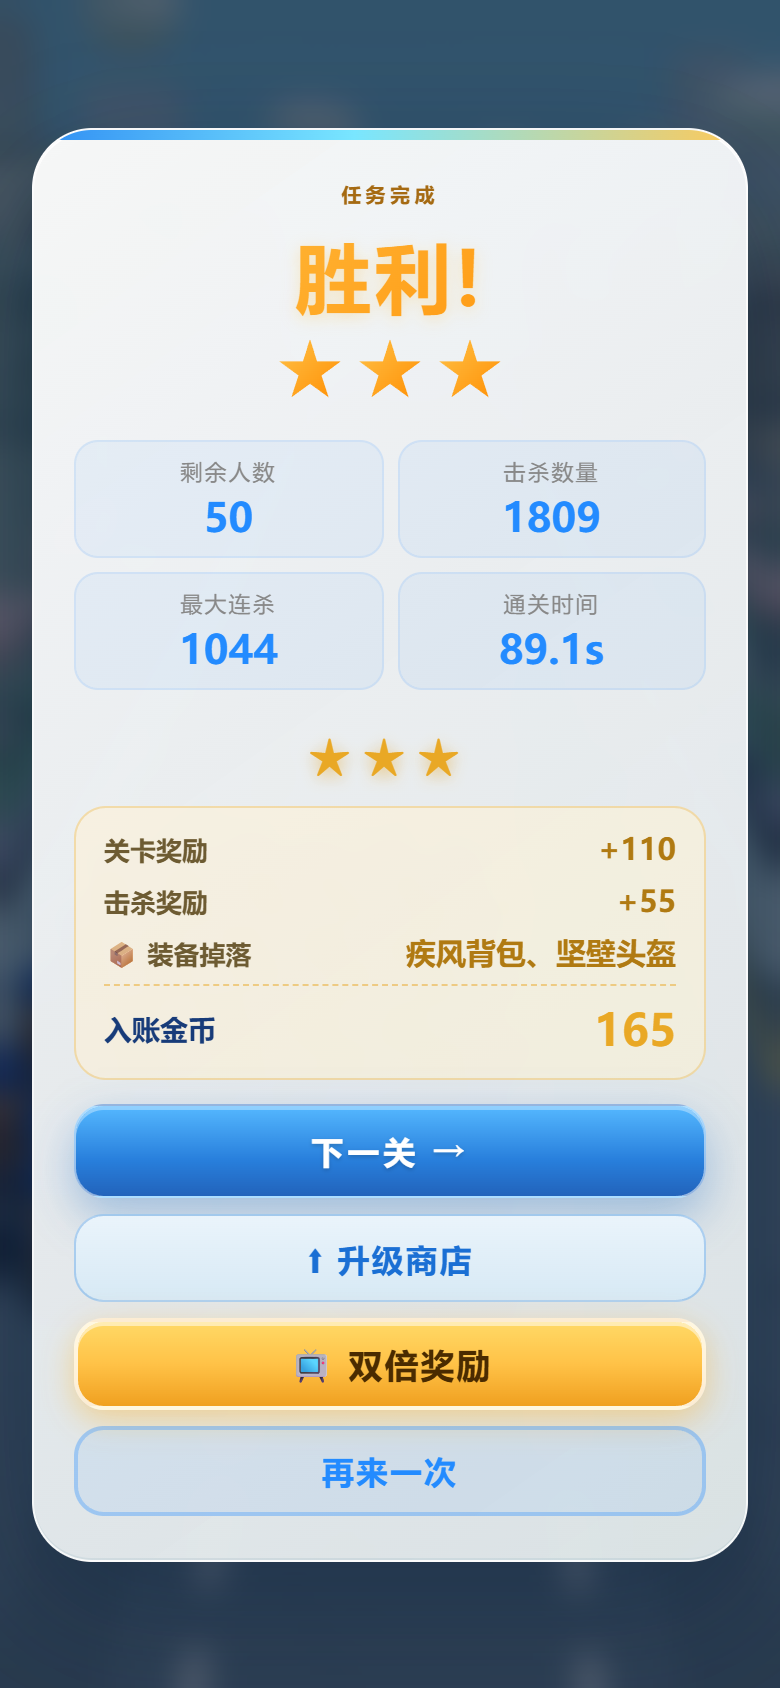 任务完成
胜利!
★ ★ ★
剩余人数
50
击杀数量
1809
最大连杀
1044
通关时间
89.1s
★ ★ ★
关卡奖励 +110
击杀奖励 +55
📦 装备掉落 疾风背包、坚壁头盔
入账金币 165
下一关 →
⬆ 升级商店
📺 双倍奖励
再来一次